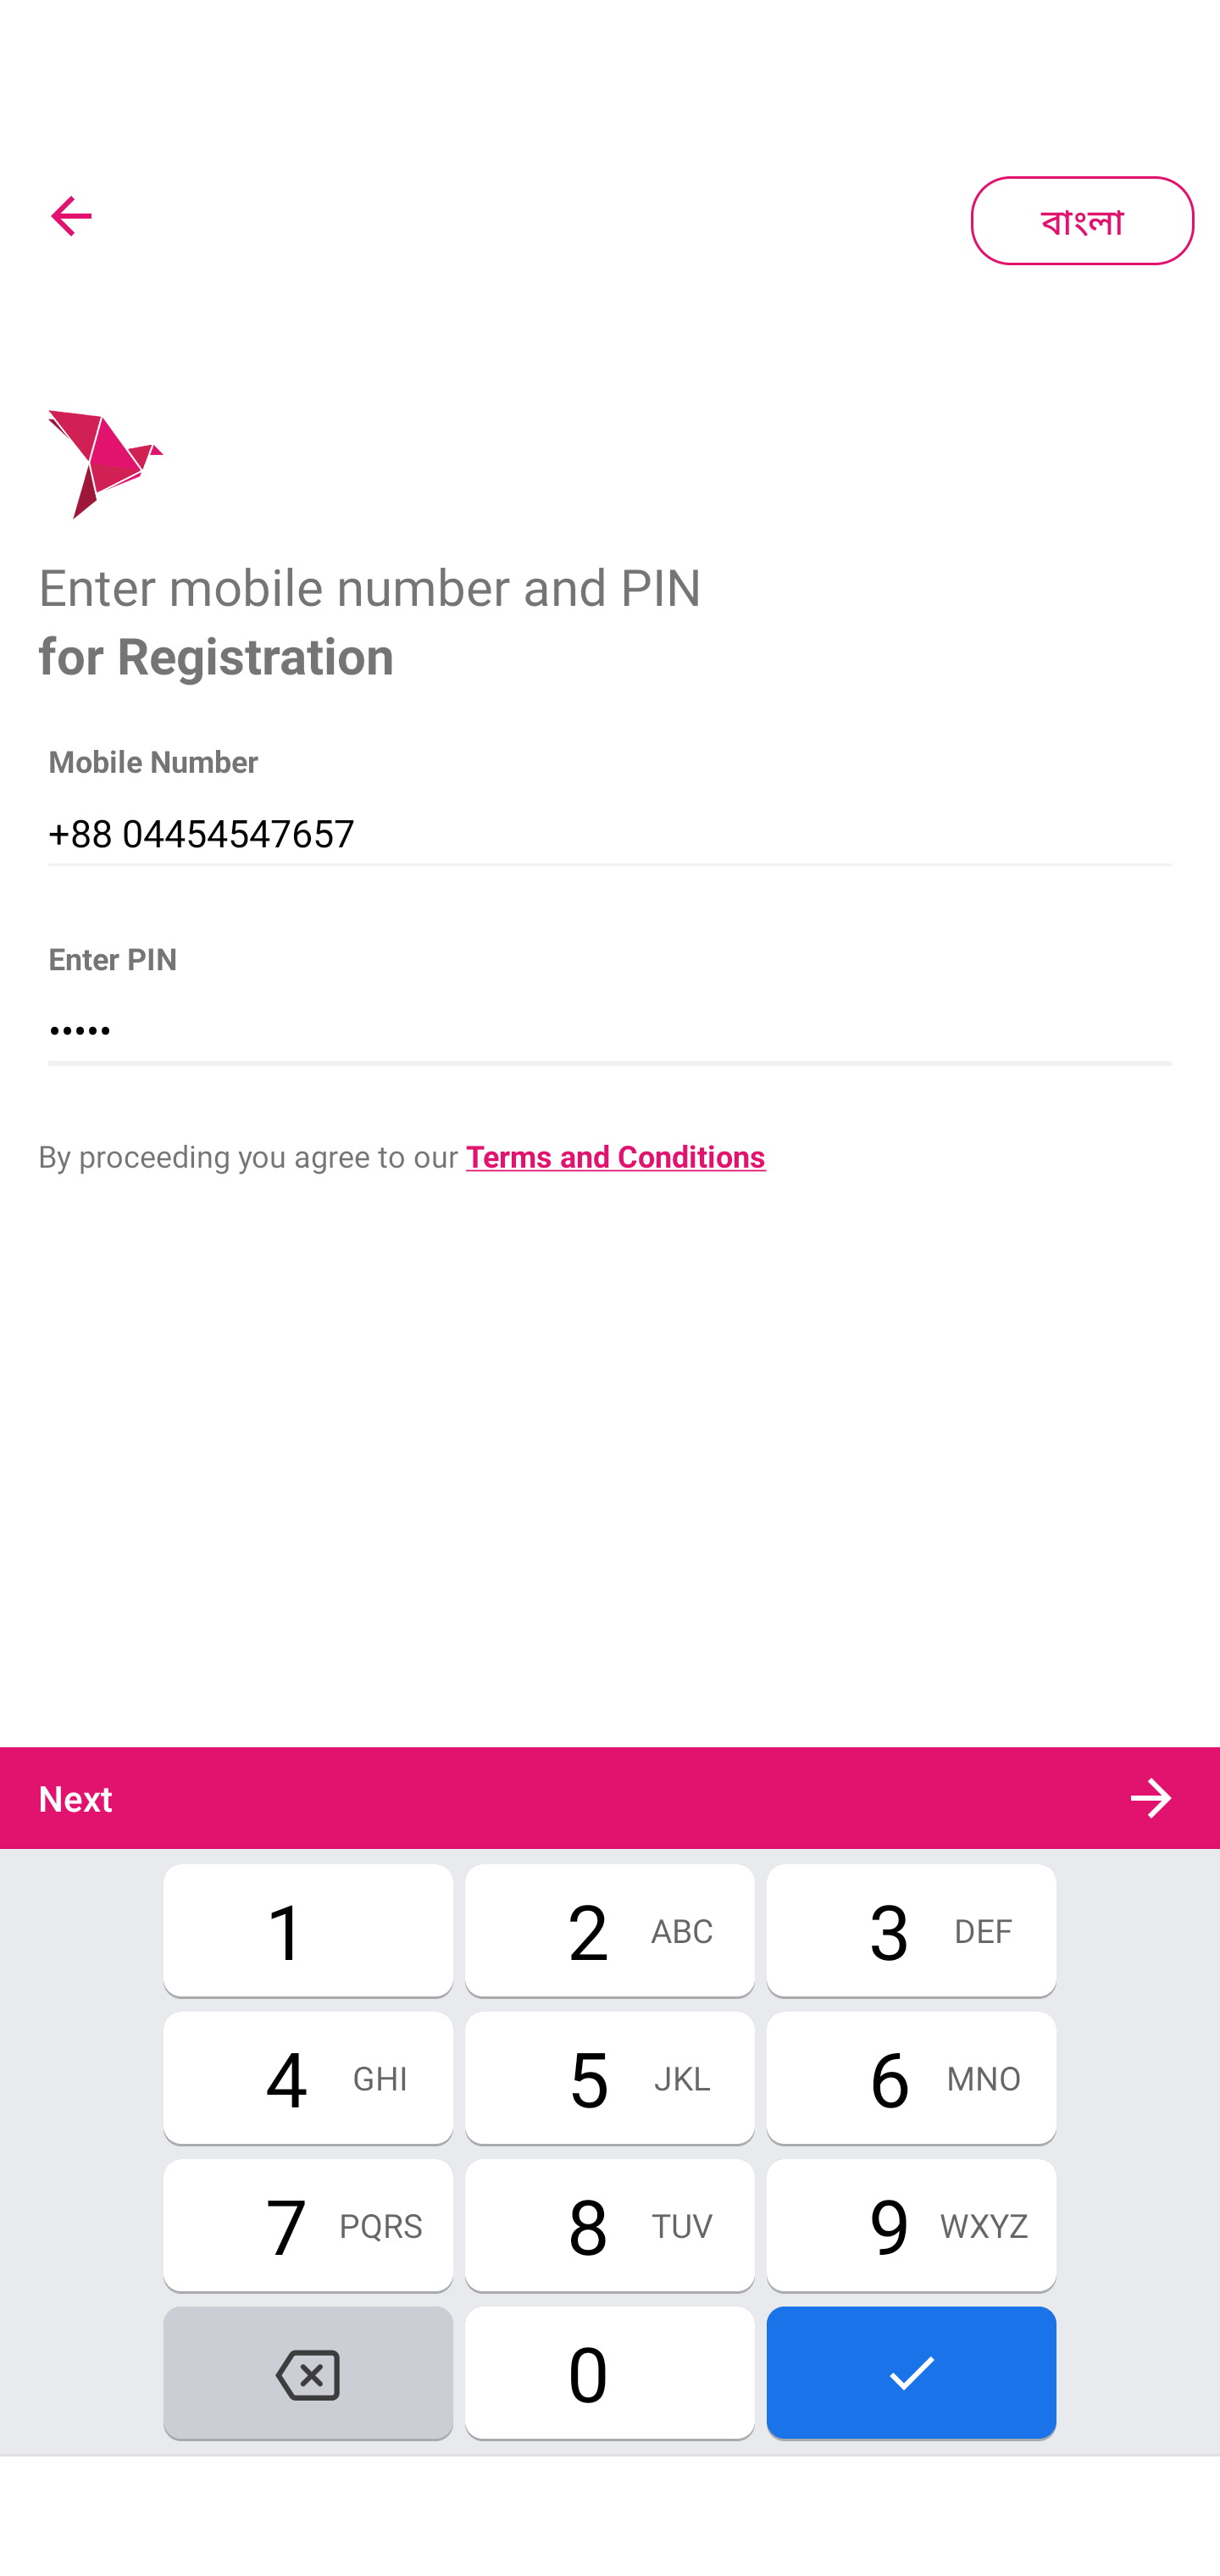 বাংলা
Enter mobile number and PIN
for Registration
Mobile Number
+88 04454547657
Enter PIN
•••••
By proceeding you agree to our Terms and Conditions
Next
1
2 ABC
3 DEF
4 GHI
5 JKL
6 MNO
7 PQRS
8 TUV
9 WXYZ
0